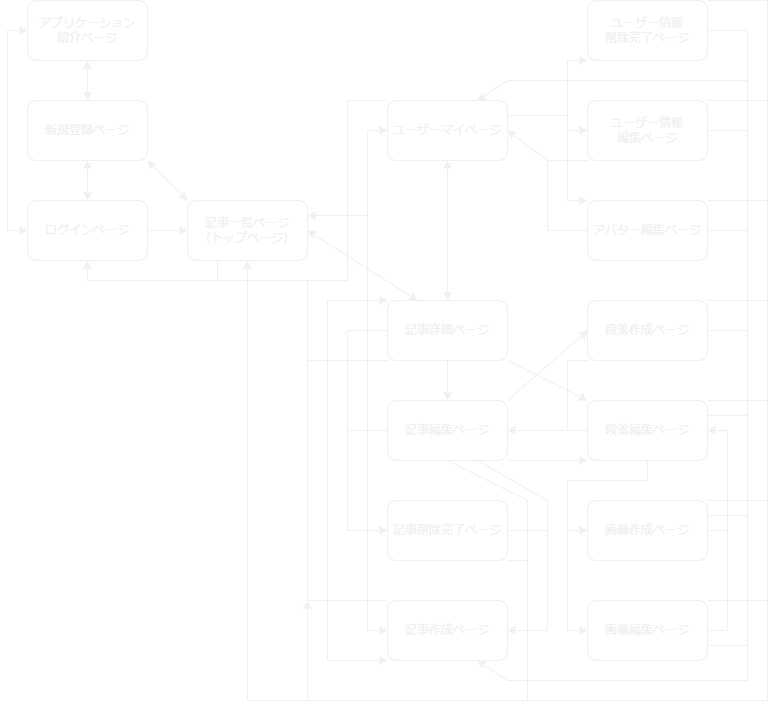 アプリケーション
紹介ページ
新規登録ページ
ログインページ
記事一覧ページ
(トップページ)
ユーザーマイページ
記事詳細ページ
記事編集ページ
記事削除完了ページ
記事作成ページ
ユーザー情報
削除完了ページ
ユーザー情報
編集ページ
アバター編集ページ
段落作成ページ
段落編集ページ
画像作成ページ
画像編集ページ